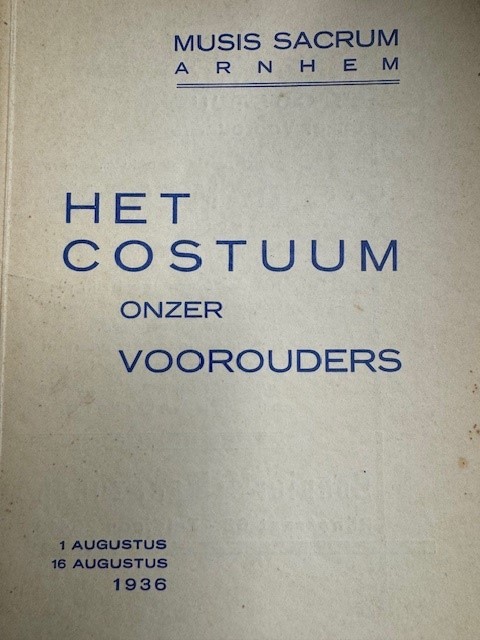 MUSIS SACRUM
ARNHEM
HET
COSTUUM
ONZER
VOOROUDERS
1 AUGUSTUS
16 AUGUSTUS
1936